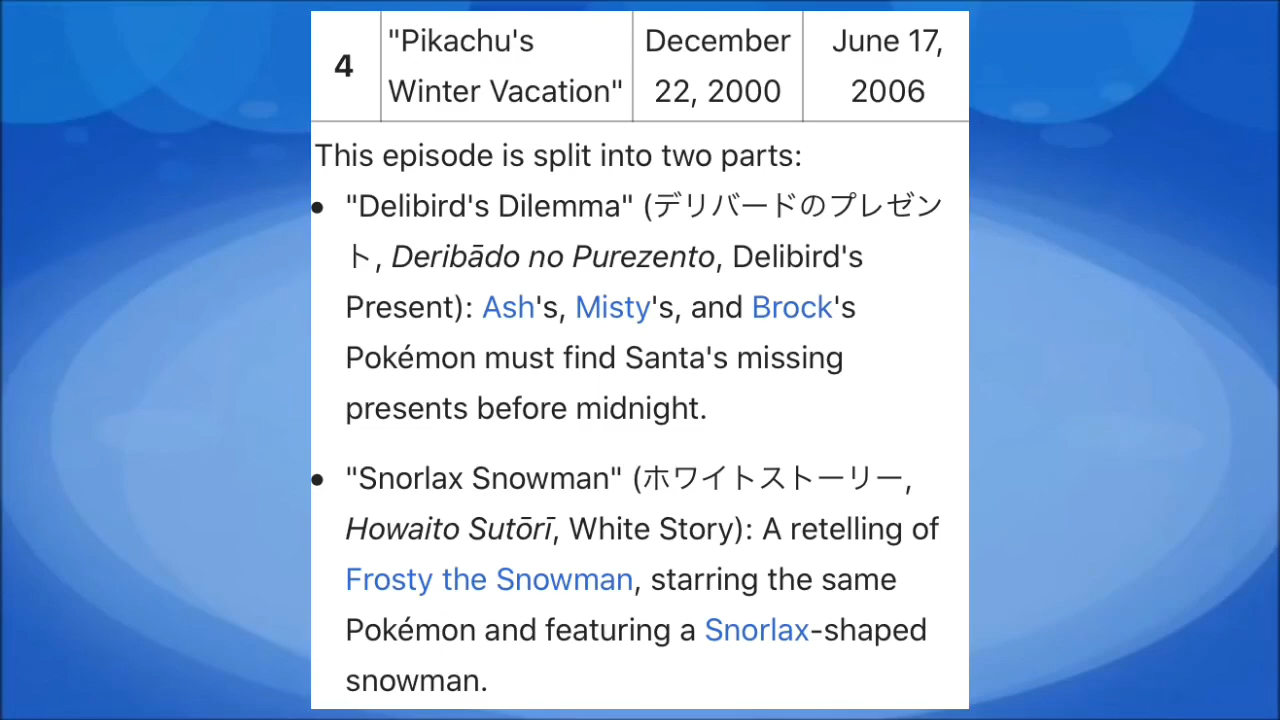 4
"Pikachu's
Winter Vacation"
December
22, 2000
June 17,
2006
This episode is split into two parts:
• "Delibird's Dilemma" (デリバードのプレゼン
ト, Deribādo no Purezento, Delibird's
Present): Ash's, Misty's, and Brock's
Pokémon must find Santa's missing
presents before midnight.
• "Snorlax Snowman" (ホワイトストーリー,
Howaito Sutōrī, White Story): A retelling of
Frosty the Snowman, starring the same
Pokémon and featuring a Snorlax-shaped
snowman.